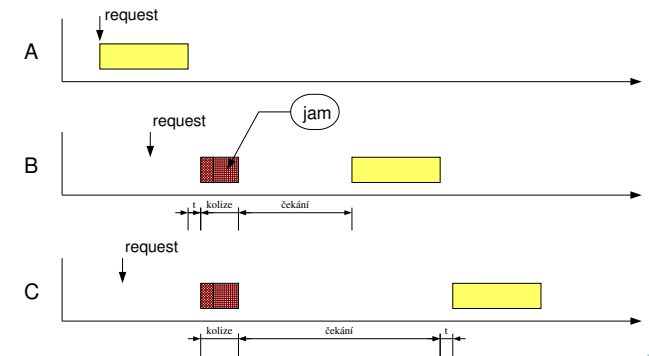 request
A
jam
request
B
t kolize čekání
request
C
kolize čekání t